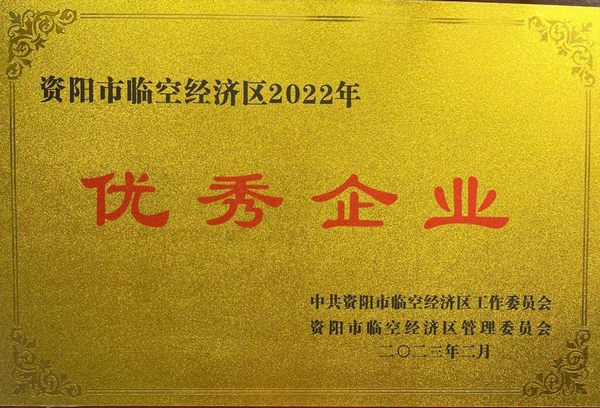 资阳市临空经济区2022年
优秀企业
中共资阳市临空经济区工作委员会
资阳市临空经济区管理委员会
二〇二三年二月